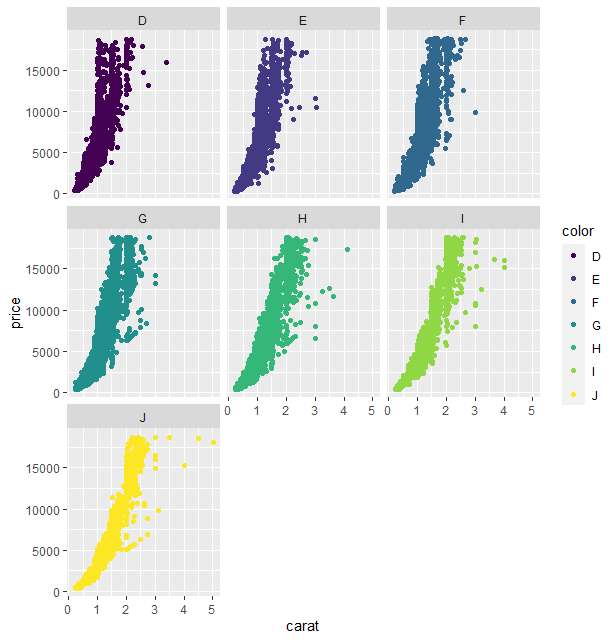 D E F
15000
10000
5000
0
G H I
15000
10000
5000
0
0 1 2 3 4 5 0 1 2 3 4 5
J
15000
10000
5000
0
0 1 2 3 4 5
carat
price
color
D
E
F
G
H
I
J